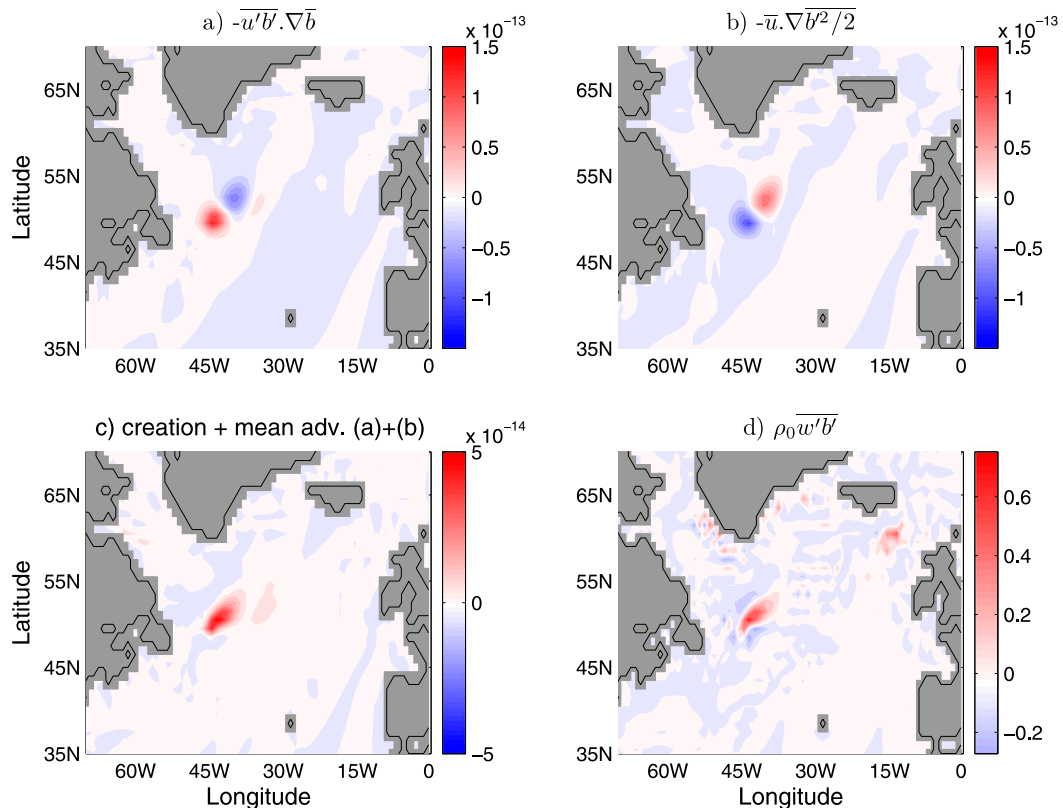 a) -\overline{u'b'}.∇\overline{b}
b) -\overline{u}.∇\overline{b'^2/2}
x 10^{-13}
x 10^{-13}
1.5
1
0.5
0
−0.5
−1
1.5
1
0.5
0
−0.5
−1
Latitude
65N
55N
45N
35N
60W 45W 30W 15W 0
Latitude
65N
55N
45N
35N
60W 45W 30W 15W 0
c) creation + mean adv. (a)+(b)
d) ρ_0\overline{w'b'}
x 10^{-14}
5
0
−5
0.6
0.4
0.2
0
−0.2
Latitude
65N
55N
45N
35N
60W 45W 30W 15W 0
Longitude
Latitude
65N
55N
45N
35N
60W 45W 30W 15W 0
Longitude